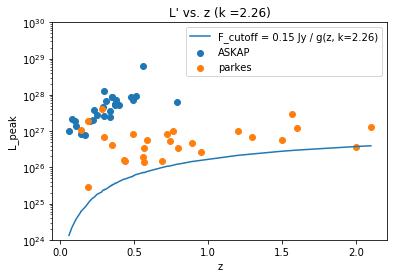 L' vs. z (k =2.26)
F_cutoff = 0.15 Jy / g(z, k=2.26)
ASKAP
parkes
L_peak
10^30
10^29
10^28
10^27
10^26
10^25
10^24
0.0 0.5 1.0 1.5 2.0
z